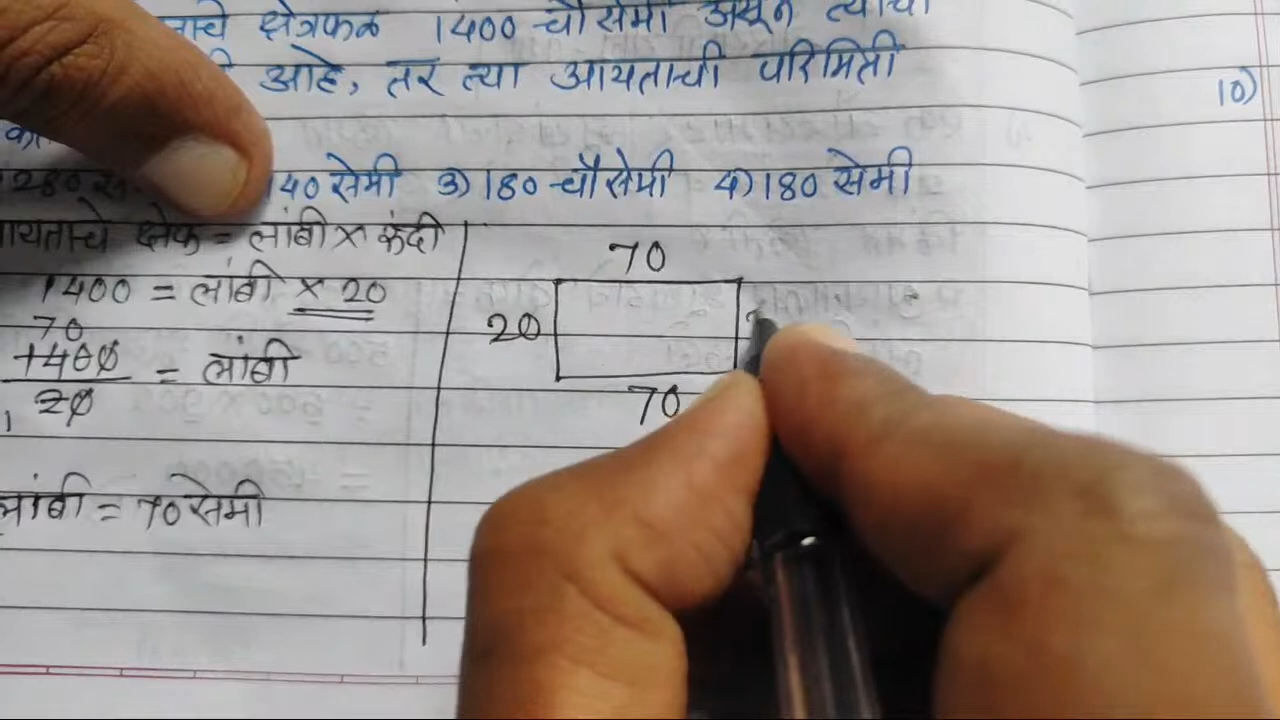 क्षेत्रफळ 1400 चौसेमी असून त्याची
आहे, तर त्या आयताची परिमिती
140 सेमी 3) 180 चौसेमी 4) 180 सेमी
10)
क्षेफ = लांबी × रुंदी
1400 = लांबी × 20
70
1400 = लांबी
20
लांबी = 70 सेमी
70
20
70